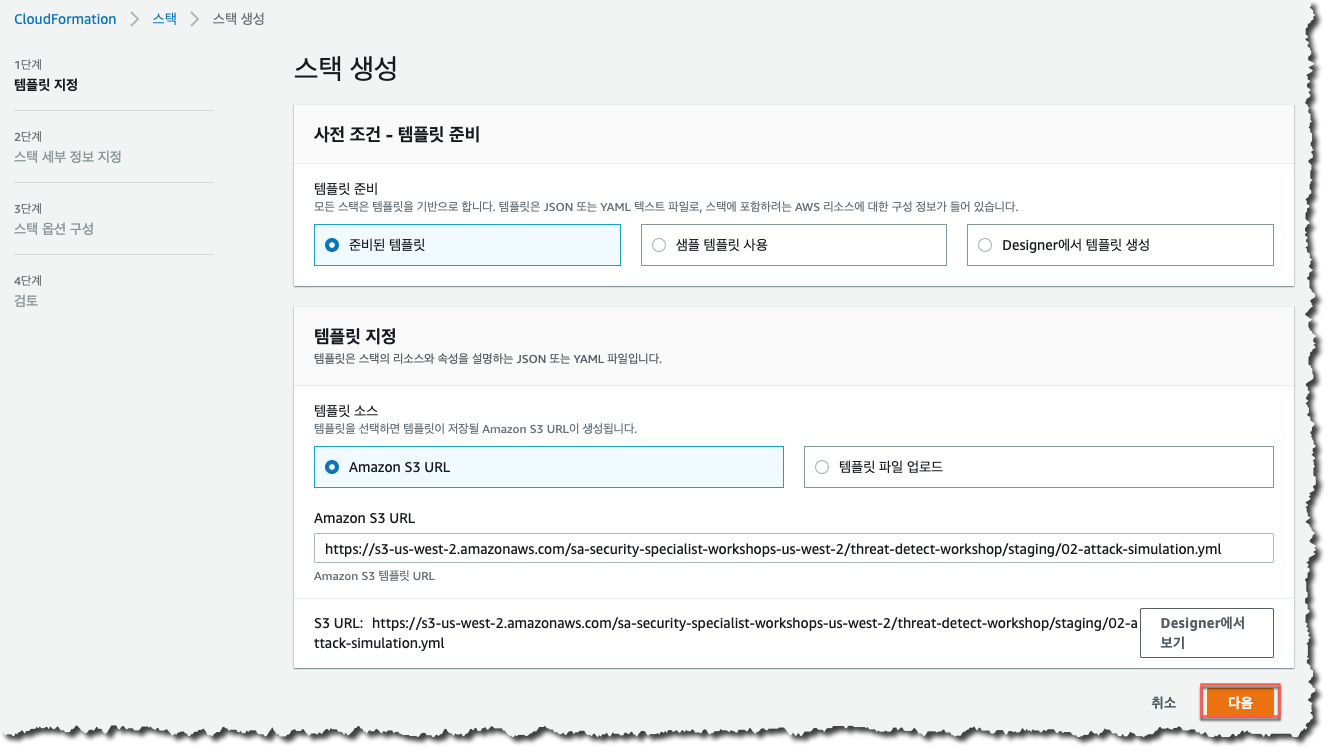 CloudFormation > 스택 > 스택 생성
1단계
템플릿 지정
2단계
스택 세부 정보 지정
3단계
스택 옵션 구성
4단계
검토
스택 생성
사전 조건 - 템플릿 준비
템플릿 준비
모든 스택은 템플릿을 기반으로 합니다. 템플릿은 JSON 또는 YAML 텍스트 파일로, 스택에 포함하려는 AWS 리소스에 대한 구성 정보가 들어 있습니다.
준비된 템플릿
샘플 템플릿 사용
Designer에서 템플릿 생성
템플릿 지정
템플릿은 스택의 리소스와 속성을 설명하는 JSON 또는 YAML 파일입니다.
템플릿 소스
템플릿을 선택하면 템플릿이 저장될 Amazon S3 URL이 생성됩니다.
Amazon S3 URL
템플릿 파일 업로드
Amazon S3 URL
https://s3-us-west-2.amazonaws.com/sa-security-specialist-workshops-us-west-2/threat-detect-workshop/staging/02-attack-simulation.yml
Amazon S3 템플릿 URL
S3 URL: https://s3-us-west-2.amazonaws.com/sa-security-specialist-workshops-us-west-2/threat-detect-workshop/staging/02-a
ttack-simulation.yml
Designer에서
보기
취소
다음